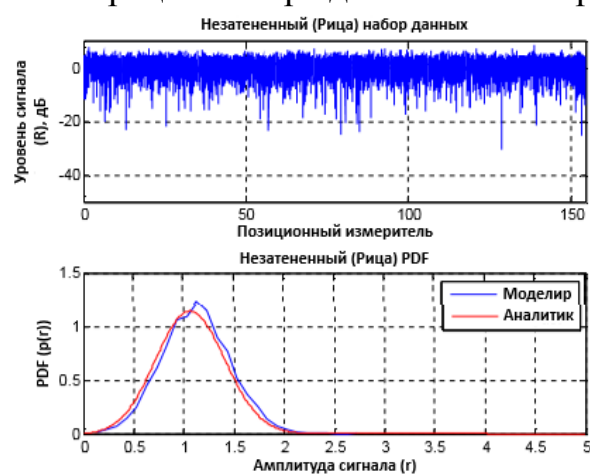 Незатененный (Рица) набор данных
Уровень сигнала
(R), дБ
0
-20
-40
0 50 100 150
Позиционный измеритель
Незатененный (Рица) PDF
PDF (p(r))
1.5
1
0.5
0
Моделир
Аналитик
0 0.5 1 1.5 2 2.5 3 3.5 4 4.5 5
Амплитуда сигнала (r)